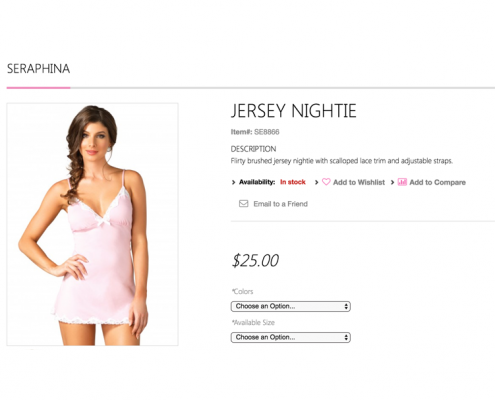 SERAPHINA
JERSEY NIGHTIE
Item#: SE8866
DESCRIPTION
Flirty brushed jersey nightie with scalloped lace trim and adjustable straps.
Availability: In stock Add to Wishlist Add to Compare
Email to a Friend
$25.00
*Colors
Choose an Option...
*Available Size
Choose an Option...